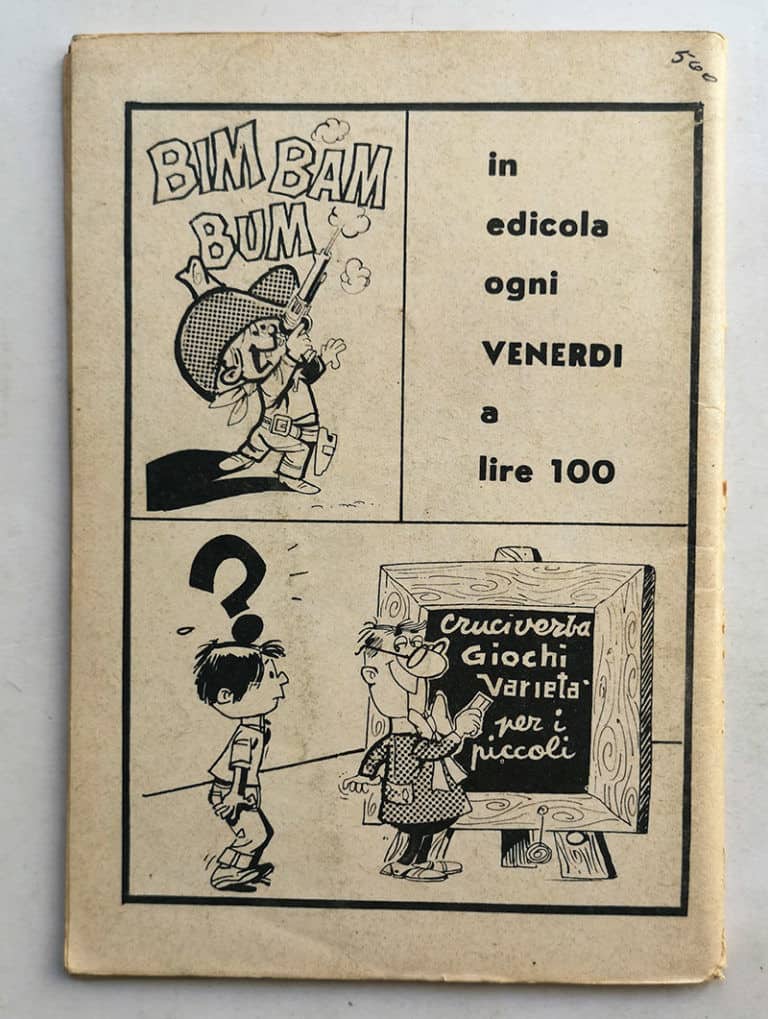 560
BIM BAM
BUM
in
edicola
ogni
VENERDI
a
lire 100
?
cruciverba
Giochi
Varietà
per i
piccoli